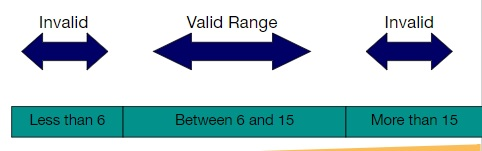 Invalid Valid Range Invalid
Less than 6 Between 6 and 15 More than 15